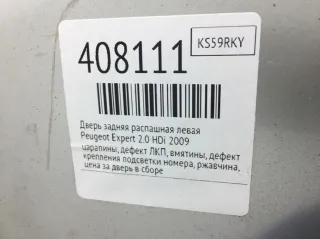 KS59RKY
408111
Дверь задняя распашная левая
Peugeot Expert 2.0 HDi 2009
царапины, дефект ЛКП, вмятины, дефект
крепления подсветки номера, ржавчина,
цена за дверь в сборе